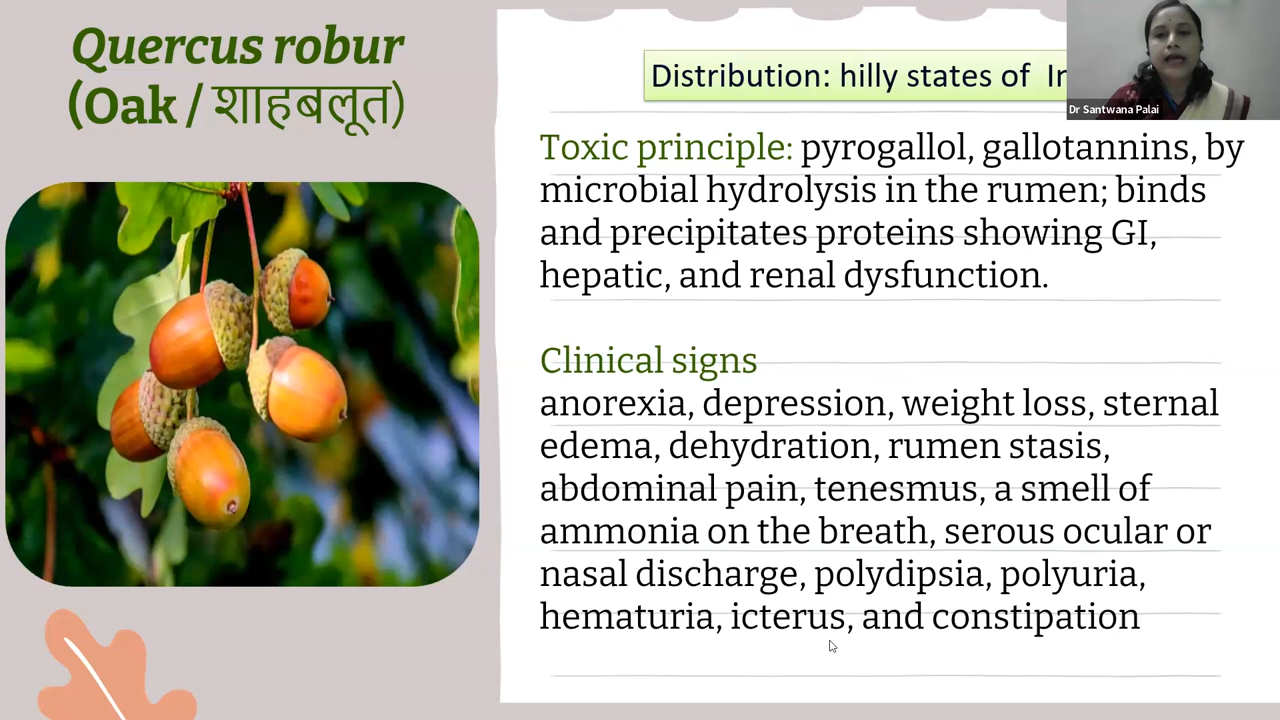 Quercus robur
(Oak / शाहबलूत)
Distribution: hilly states of
Dr Santwana Palai
Toxic principle: pyrogallol, gallotannins, by
microbial hydrolysis in the rumen; binds
and precipitates proteins showing GI,
hepatic, and renal dysfunction.
Clinical signs
anorexia, depression, weight loss, sternal
edema, dehydration, rumen stasis,
abdominal pain, tenesmus, a smell of
ammonia on the breath, serous ocular or
nasal discharge, polydipsia, polyuria,
hematuria, icterus, and constipation